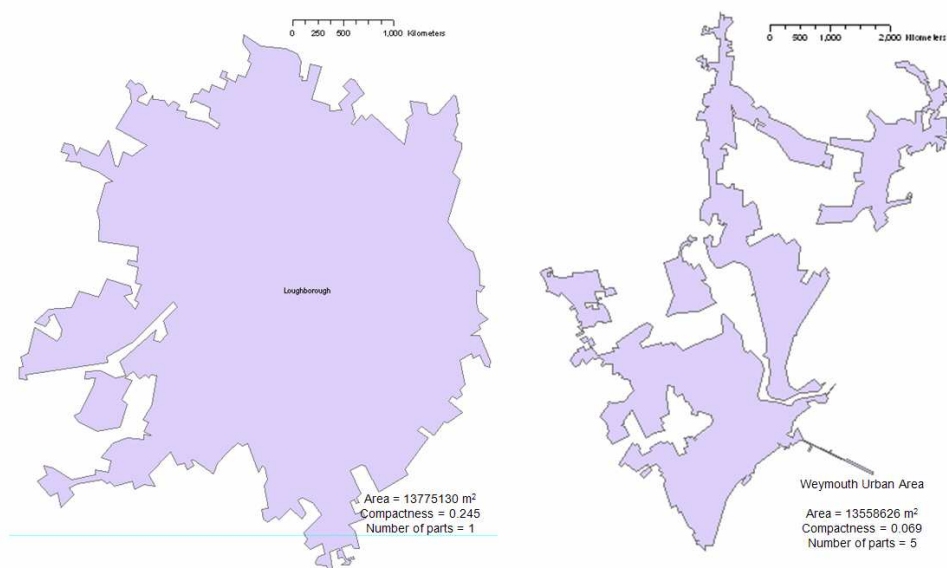 0 250 500 1,000 Kilometers
0 500 1,000 2,000 Kilometers
Loughborough
Area = 13775130 m²
Compactness = 0.245
Number of parts = 1
Weymouth Urban Area
Area = 13558626 m²
Compactness = 0.069
Number of parts = 5